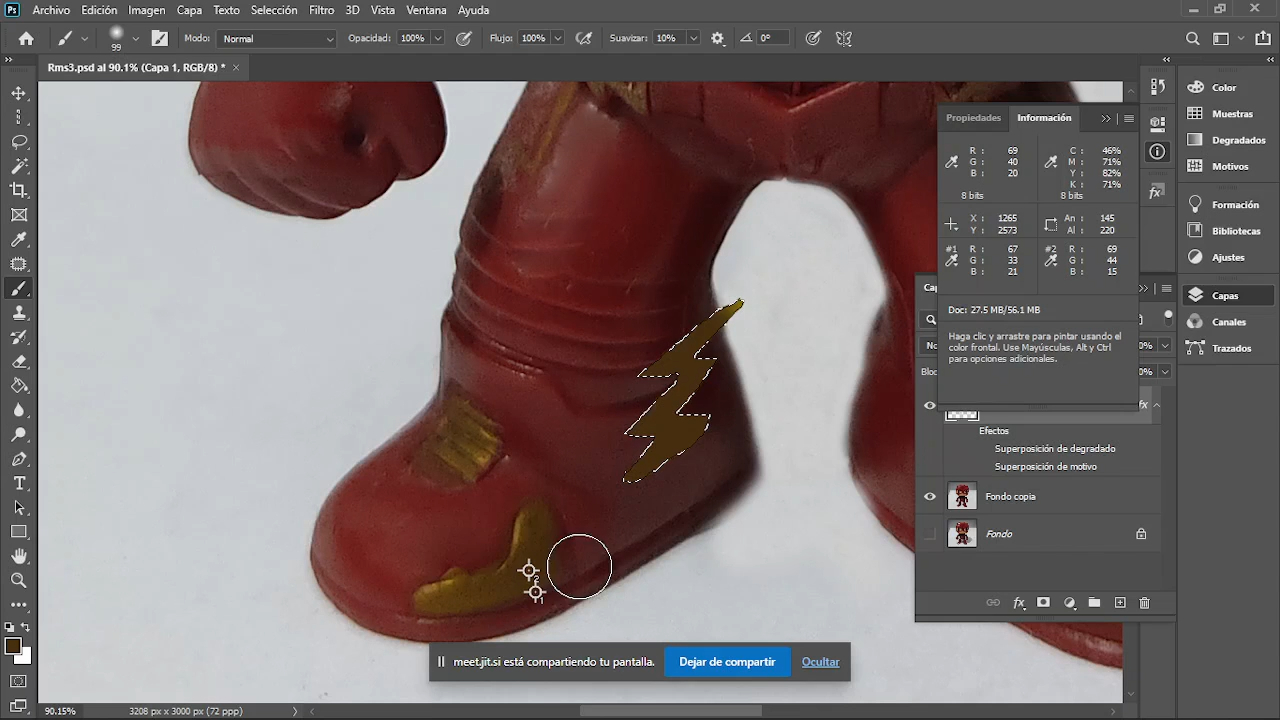 Ps Archivo Edición Imagen Capa Texto Selección Filtro 3D Vista Ventana Ayuda
99 Modo: Normal Opacidad: 100% Flujo: 100% Suavizar: 10% 0°
Rms3.psd al 90.1% (Capa 1, RGB/8) *
Propiedades Información
R: 69 C: 46%
G: 40 M: 71%
B: 20 Y: 82%
K: 71%
8 bits 8 bits
X: 1265 An: 145
Y: 2573 Al: 220
#1 R: 67 #2 R: 69
G: 33 G: 44
B: 21 B: 15
Doc: 27.5 MB/56.1 MB
Haga clic y arrastre para pintar usando el
color frontal. Use Mayúsculas, Alt y Ctrl
para opciones adicionales.
Efectos
Superposición de degradado
Superposición de motivo
Fondo copia
Fondo
fx
Color
Muestras
Degradados
Motivos
Formación
Bibliotecas
Ajustes
Capas
Canales
Trazados
2
1
meet.jit.si está compartiendo tu pantalla. Dejar de compartir Ocultar
90.15% 3208 px x 3000 px (72 ppp)